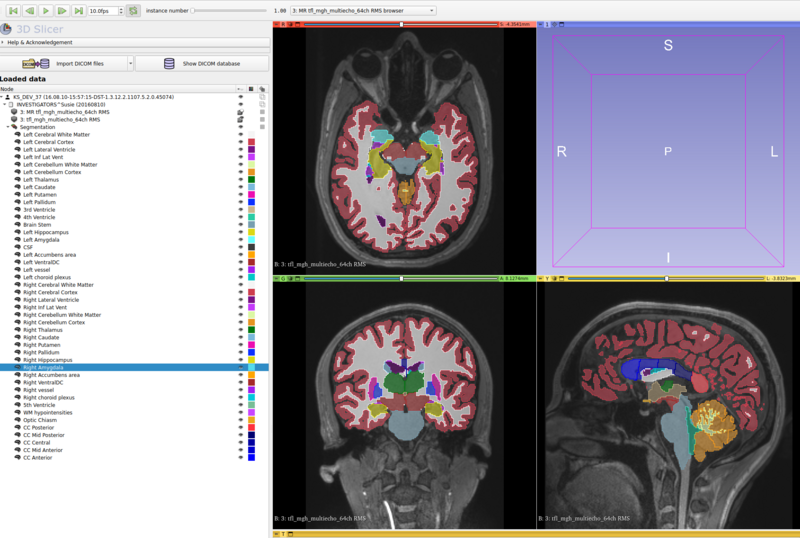 10.0fps
instance number
1.00
3: MR tfl_mgh_multiecho_64ch RMS browser
3D Slicer
Help & Acknowledgement
Import DICOM files
Show DICOM database
Loaded data
Node
KS_DEV_37 (16.08.10-15:57:15-DST-1.3.12.2.1107.5.2.0.45074)
INVESTIGATORS^Susie (20160810)
3: MR tfl_mgh_multiecho_64ch RMS
3: tfl_mgh_multiecho_64ch RMS
Segmentation
Left Cerebral White Matter
Left Cerebral Cortex
Left Lateral Ventricle
Left Inf Lat Vent
Left Cerebellum White Matter
Left Cerebellum Cortex
Left Thalamus
Left Caudate
Left Putamen
Left Pallidum
3rd Ventricle
4th Ventricle
Brain Stem
Left Hippocampus
Left Amygdala
CSF
Left Accumbens area
Left VentralDC
Left vessel
Left choroid plexus
Right Cerebral White Matter
Right Cerebral Cortex
Right Lateral Ventricle
Right Inf Lat Vent
Right Cerebellum White Matter
Right Cerebellum Cortex
Right Thalamus
Right Caudate
Right Putamen
Right Pallidum
Right Hippocampus
Right Amygdala
Right Accumbens area
Right VentralDC
Right vessel
Right choroid plexus
5th Ventricle
WM hypointensities
Optic Chiasm
CC Posterior
CC Mid Posterior
CC Central
CC Mid Anterior
CC Anterior
R
S: -4.3541mm
B: 3: tfl_mgh_multiecho_64ch RMS
1
S
R
P
L
I
G
A: 8.1274mm
B: 3: tfl_mgh_multiecho_64ch RMS
Y
L: 3.8323mm
B: 3: tfl_mgh_multiecho_64ch RMS
T